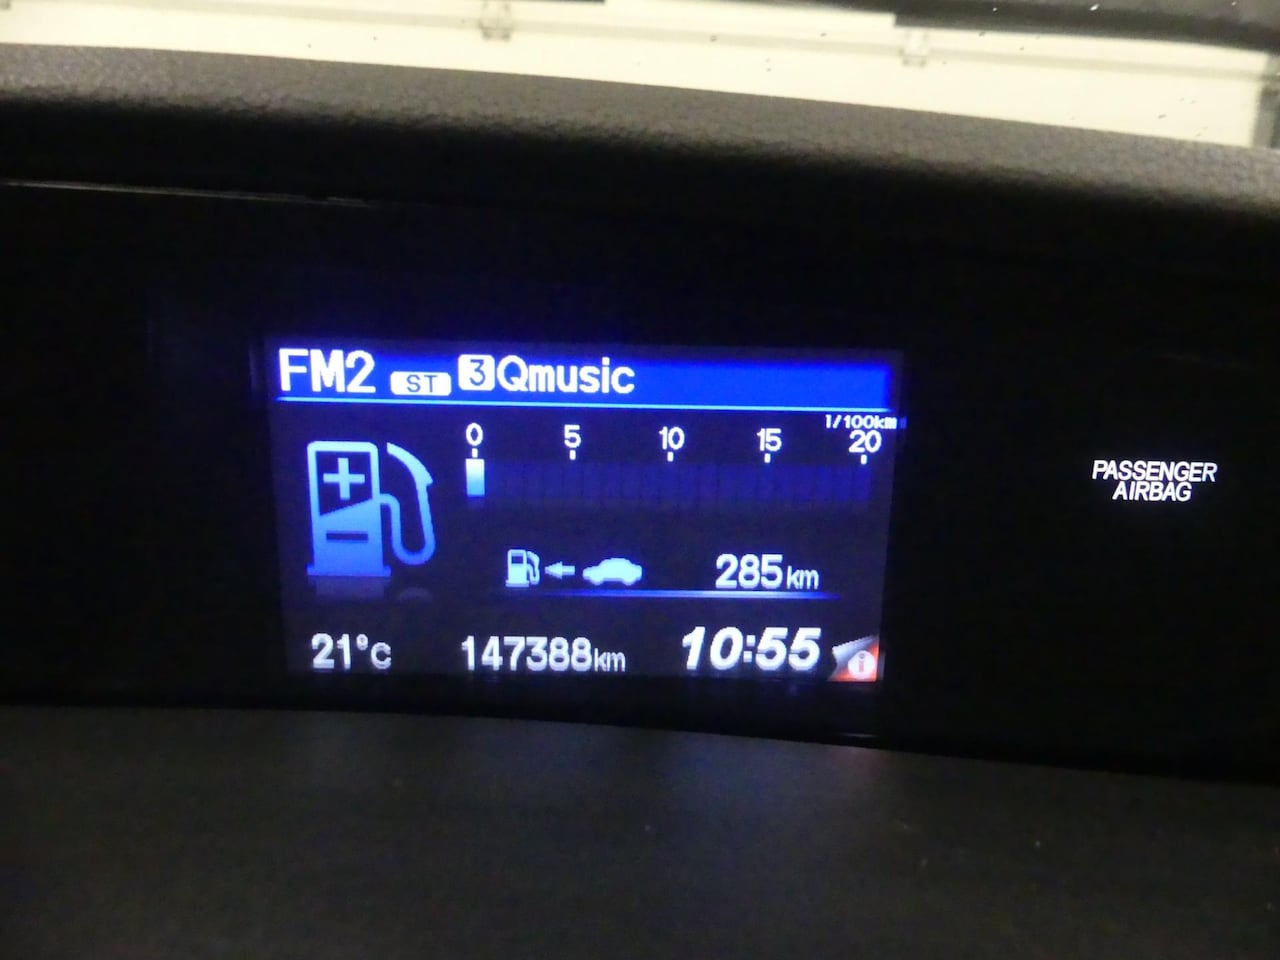 FM2 ST 3 Qmusic
l/100km
0 5 10 15 20
285km
21°c 147388km 10:55 i
PASSENGER
AIRBAG